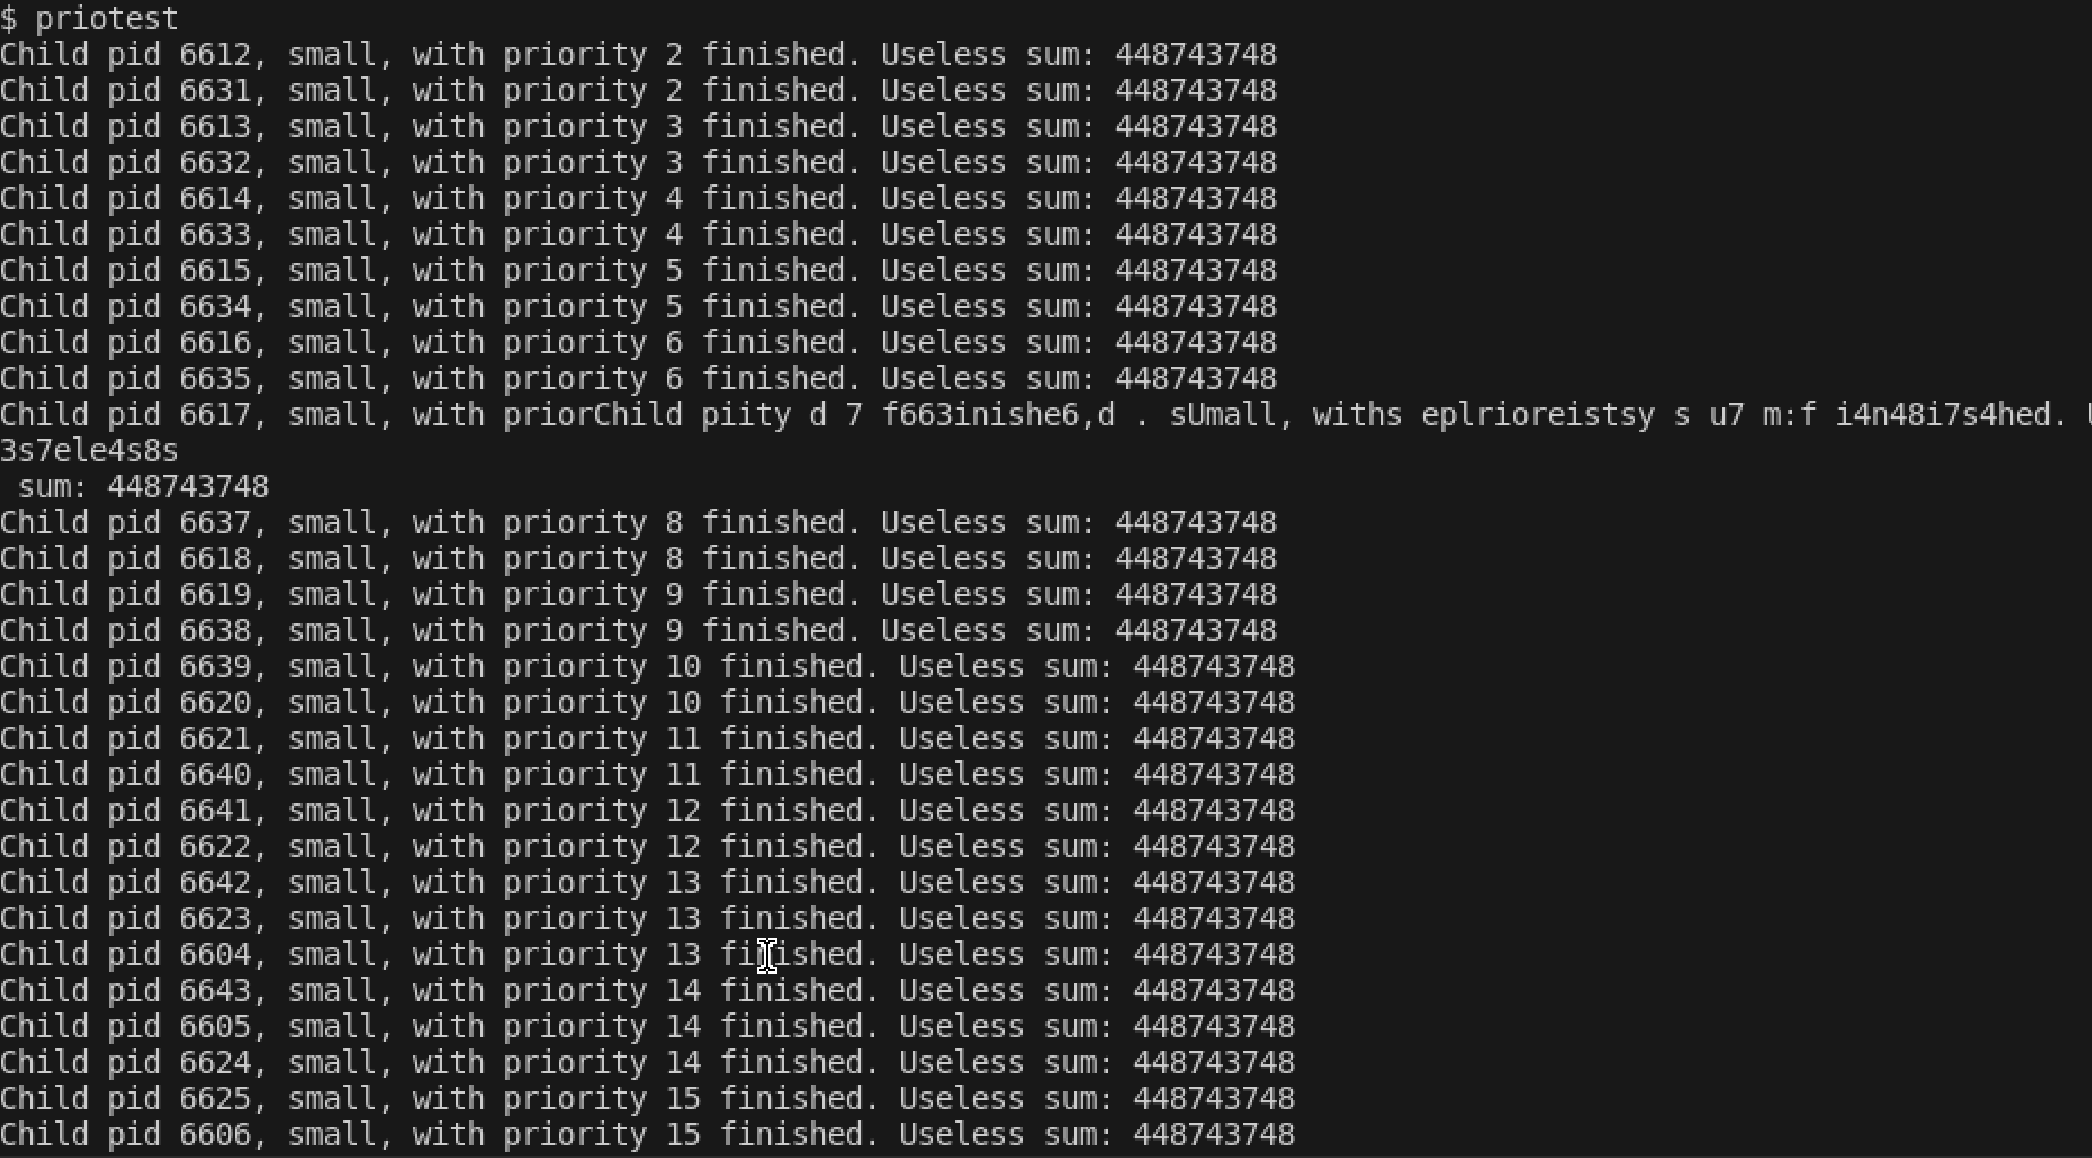 $ priotest
Child pid 6612, small, with priority 2 finished. Useless sum: 448743748
Child pid 6631, small, with priority 2 finished. Useless sum: 448743748
Child pid 6613, small, with priority 3 finished. Useless sum: 448743748
Child pid 6632, small, with priority 3 finished. Useless sum: 448743748
Child pid 6614, small, with priority 4 finished. Useless sum: 448743748
Child pid 6633, small, with priority 4 finished. Useless sum: 448743748
Child pid 6615, small, with priority 5 finished. Useless sum: 448743748
Child pid 6634, small, with priority 5 finished. Useless sum: 448743748
Child pid 6616, small, with priority 6 finished. Useless sum: 448743748
Child pid 6635, small, with priority 6 finished. Useless sum: 448743748
Child pid 6617, small, with priorChild piity d 7 f663inishe6,d . sUmall, withs eplrioreistsy s u7 m:f i4n48i7s4hed. U
3s7ele4s8s
 sum: 448743748
Child pid 6637, small, with priority 8 finished. Useless sum: 448743748
Child pid 6618, small, with priority 8 finished. Useless sum: 448743748
Child pid 6619, small, with priority 9 finished. Useless sum: 448743748
Child pid 6638, small, with priority 9 finished. Useless sum: 448743748
Child pid 6639, small, with priority 10 finished. Useless sum: 448743748
Child pid 6620, small, with priority 10 finished. Useless sum: 448743748
Child pid 6621, small, with priority 11 finished. Useless sum: 448743748
Child pid 6640, small, with priority 11 finished. Useless sum: 448743748
Child pid 6641, small, with priority 12 finished. Useless sum: 448743748
Child pid 6622, small, with priority 12 finished. Useless sum: 448743748
Child pid 6642, small, with priority 13 finished. Useless sum: 448743748
Child pid 6623, small, with priority 13 finished. Useless sum: 448743748
Child pid 6604, small, with priority 13 finished. Useless sum: 448743748
Child pid 6643, small, with priority 14 finished. Useless sum: 448743748
Child pid 6605, small, with priority 14 finished. Useless sum: 448743748
Child pid 6624, small, with priority 14 finished. Useless sum: 448743748
Child pid 6625, small, with priority 15 finished. Useless sum: 448743748
Child pid 6606, small, with priority 15 finished. Useless sum: 448743748